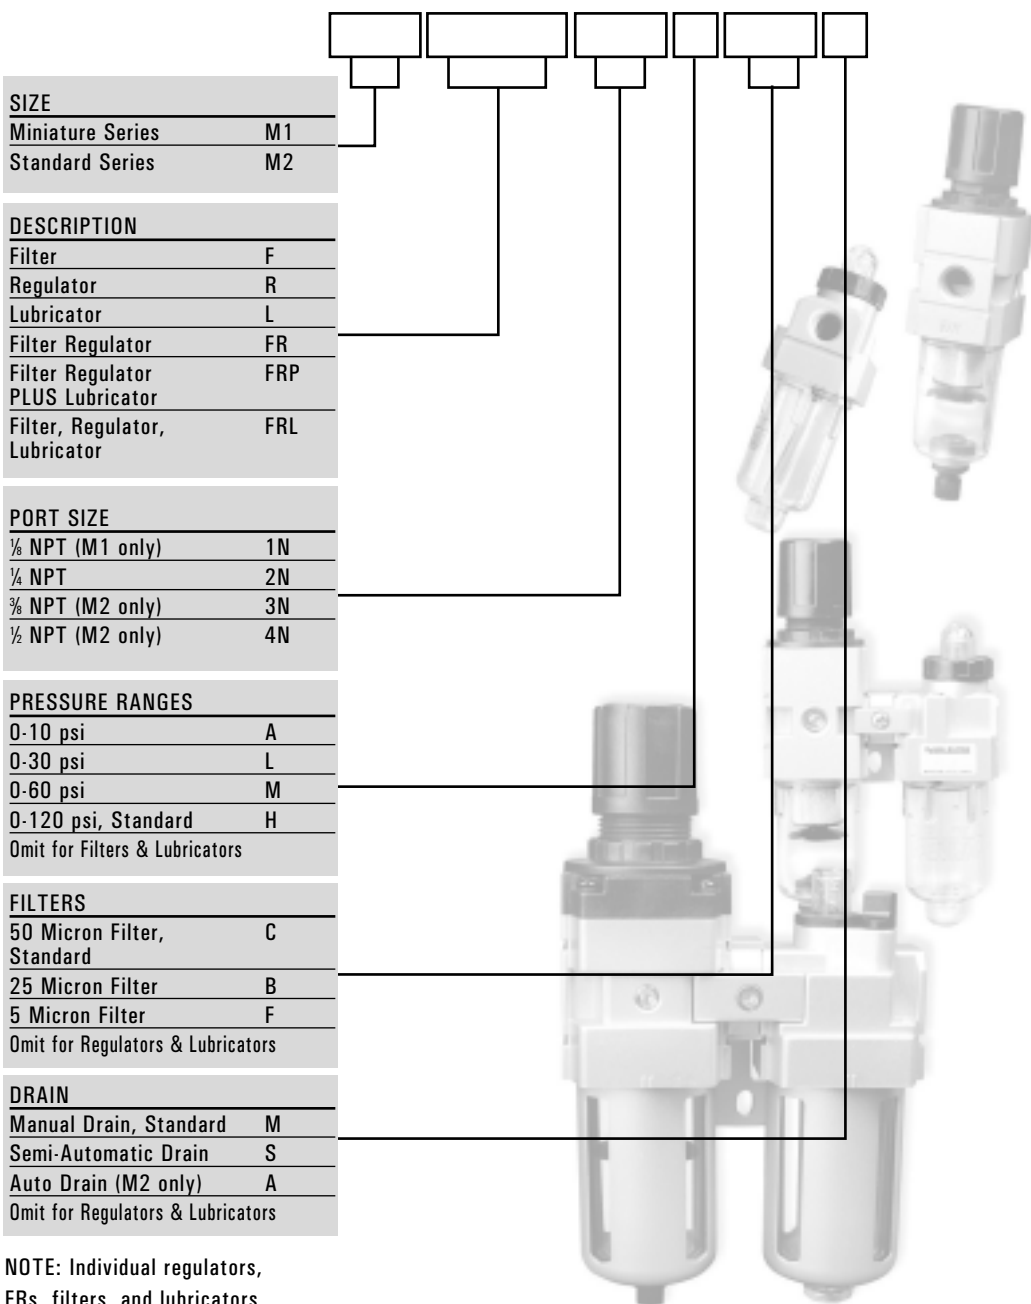 SIZE
Miniature Series M1
Standard Series M2
DESCRIPTION
Filter F
Regulator R
Lubricator L
Filter Regulator FR
Filter Regulator FRP
PLUS Lubricator
Filter, Regulator, FRL
Lubricator
PORT SIZE
⅛ NPT (M1 only) 1N
¼ NPT 2N
⅜ NPT (M2 only) 3N
½ NPT (M2 only) 4N
PRESSURE RANGES
0-10 psi A
0-30 psi L
0-60 psi M
0-120 psi, Standard H
Omit for Filters & Lubricators
FILTERS
50 Micron Filter, C
Standard
25 Micron Filter B
5 Micron Filter F
Omit for Regulators & Lubricators
DRAIN
Manual Drain, Standard M
Semi-Automatic Drain S
Auto Drain (M2 only) A
Omit for Regulators & Lubricators
NOTE: Individual regulators,
FRs, filters, and lubricators